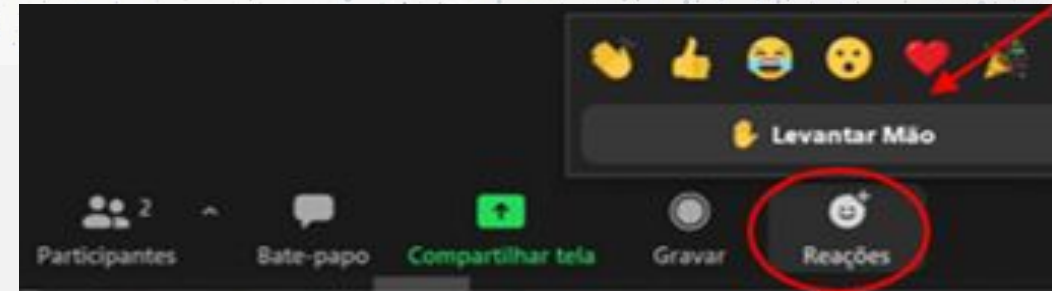 Levantar Mão
2
Participantes
Bate-papo
Compartilhar tela
Gravar
Reações